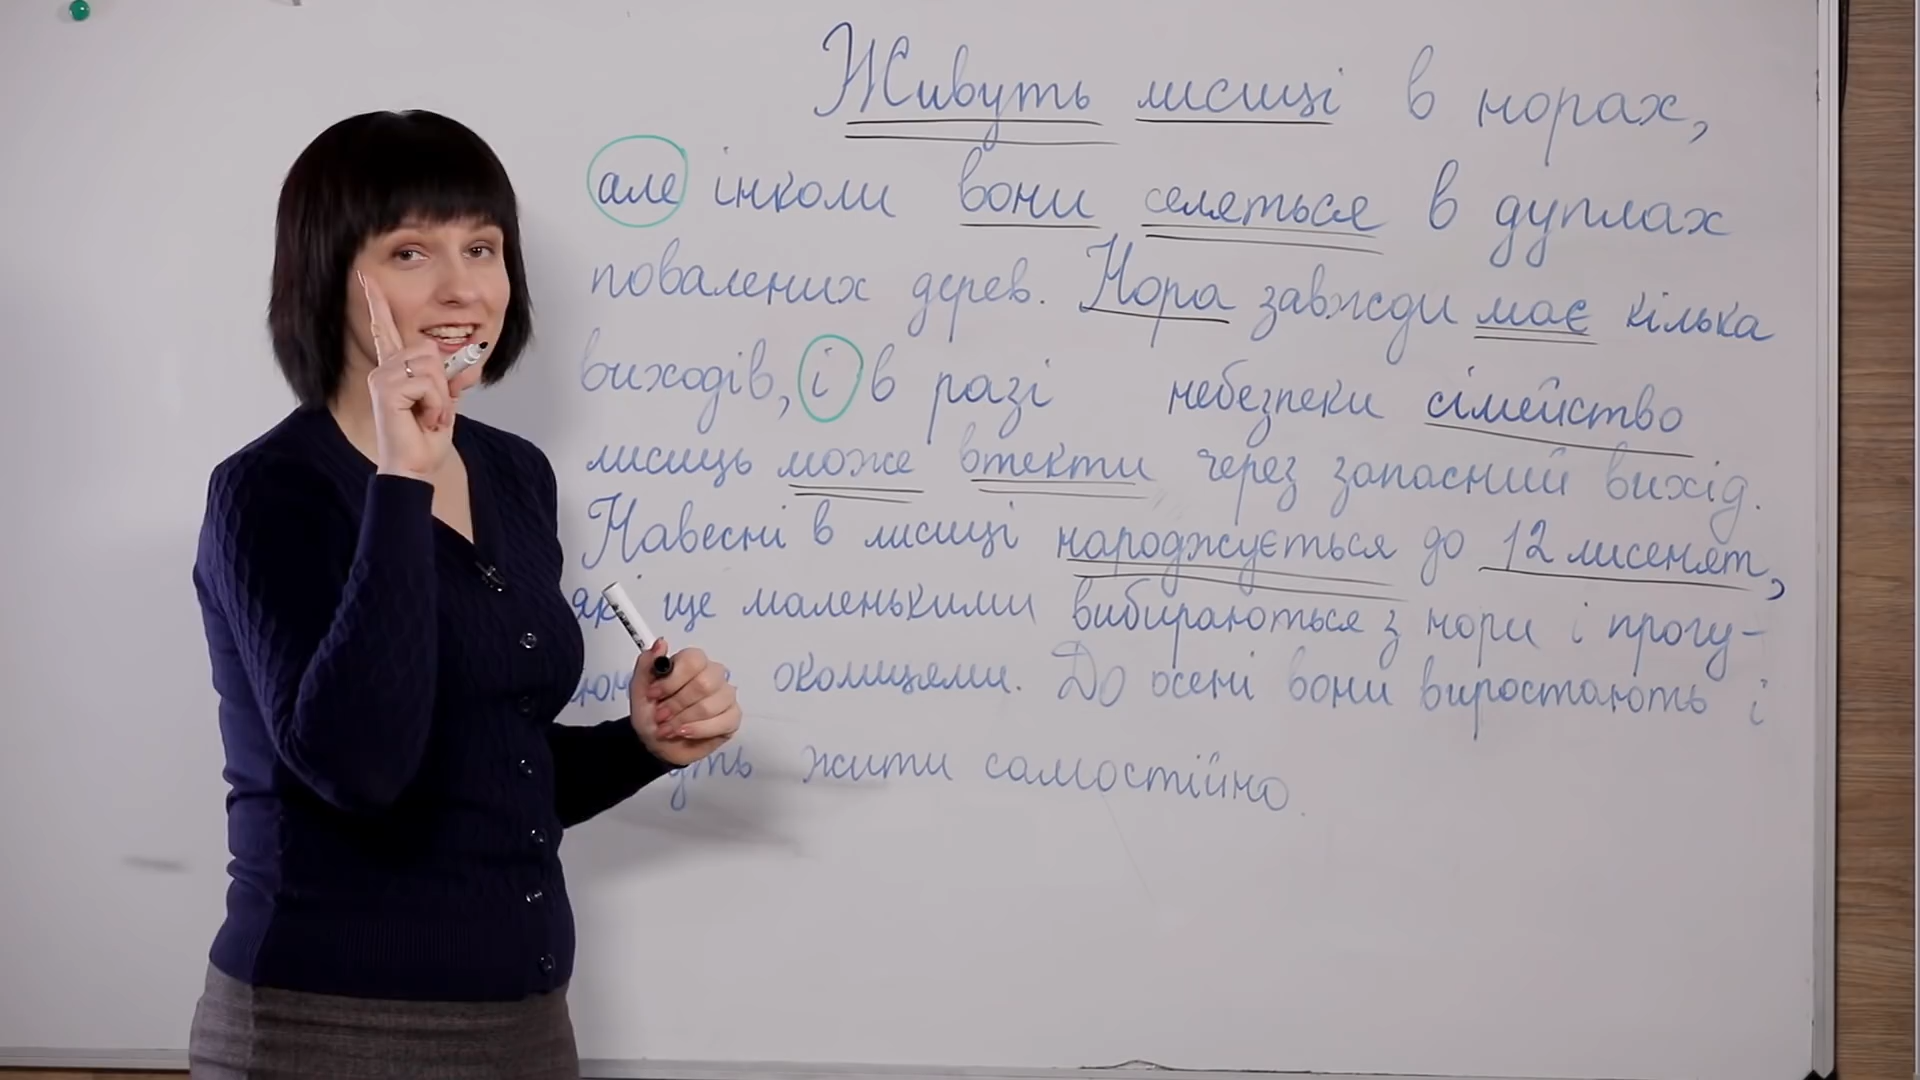 Живуть лисиці в норах,
але інколи вони селяться в дуплах
повалених дерев. Нора завжди має кілька
виходів, і в разі небезпеки сімейство
лисиць може втекти через запасний вихід.
Навесні в лисиці народжується до 12 лисенят,
які ще маленькими вибираються з нори і прогу-
околицями. До осені вони виростають і
жити самостійно.